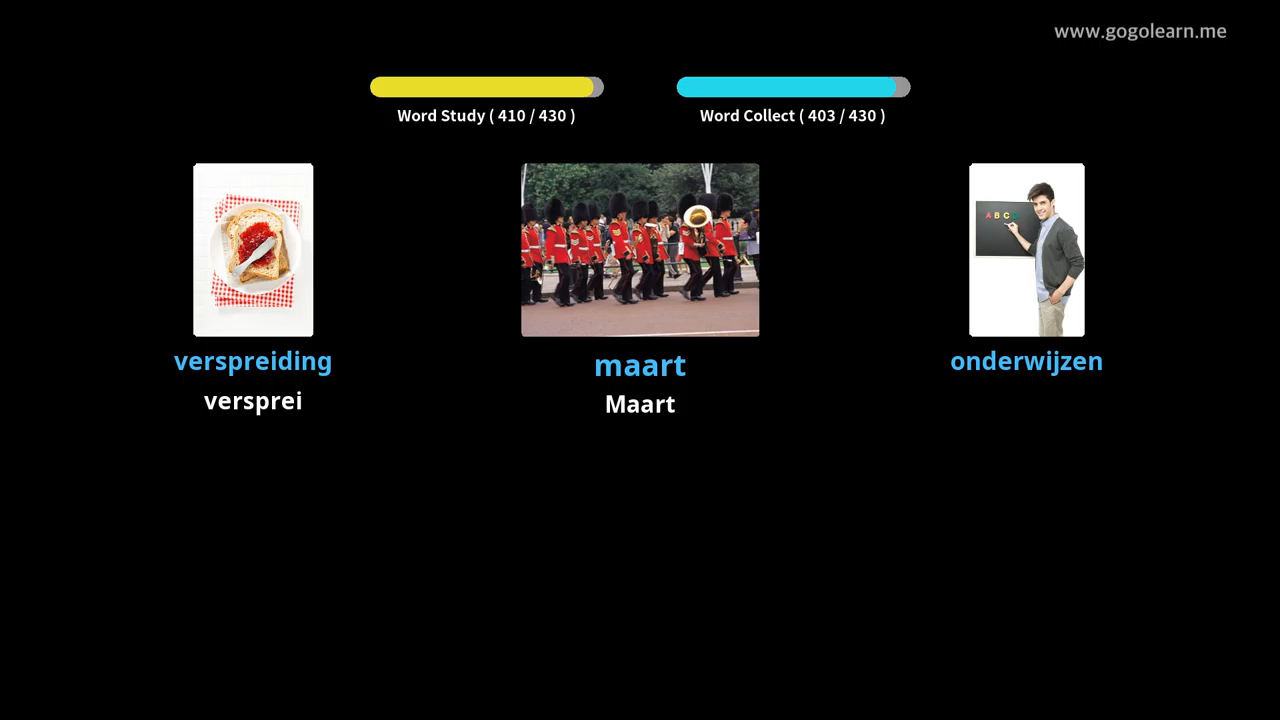 www.gogolearn.me
Word Study ( 410 / 430 )
Word Collect ( 403 / 430 )
A B C D
verspreiding
versprei
maart
Maart
onderwijzen